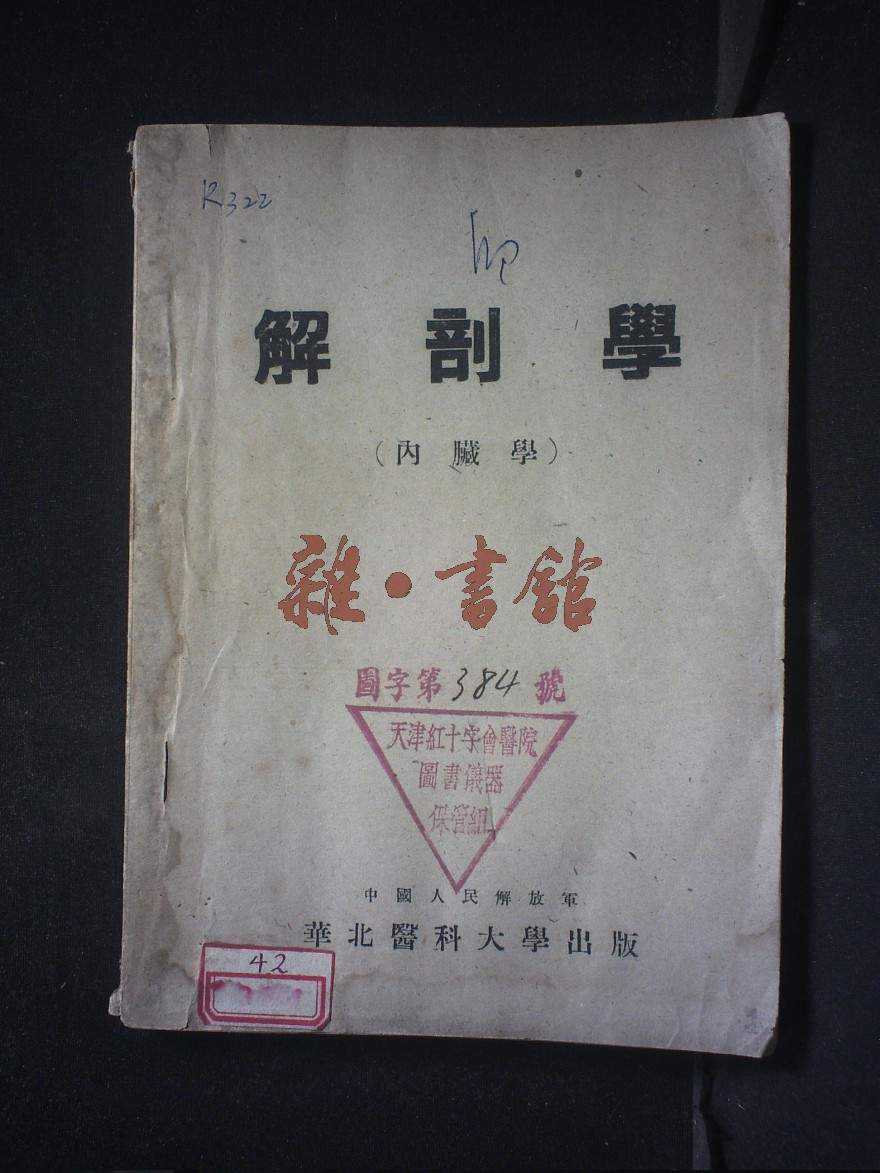 R322
解剖學
（內臟學）
雜·書館
圖字第384號
天津紅十字會醫院
圖書儀器
保管組
中國人民解放軍
華北醫科大學出版
42